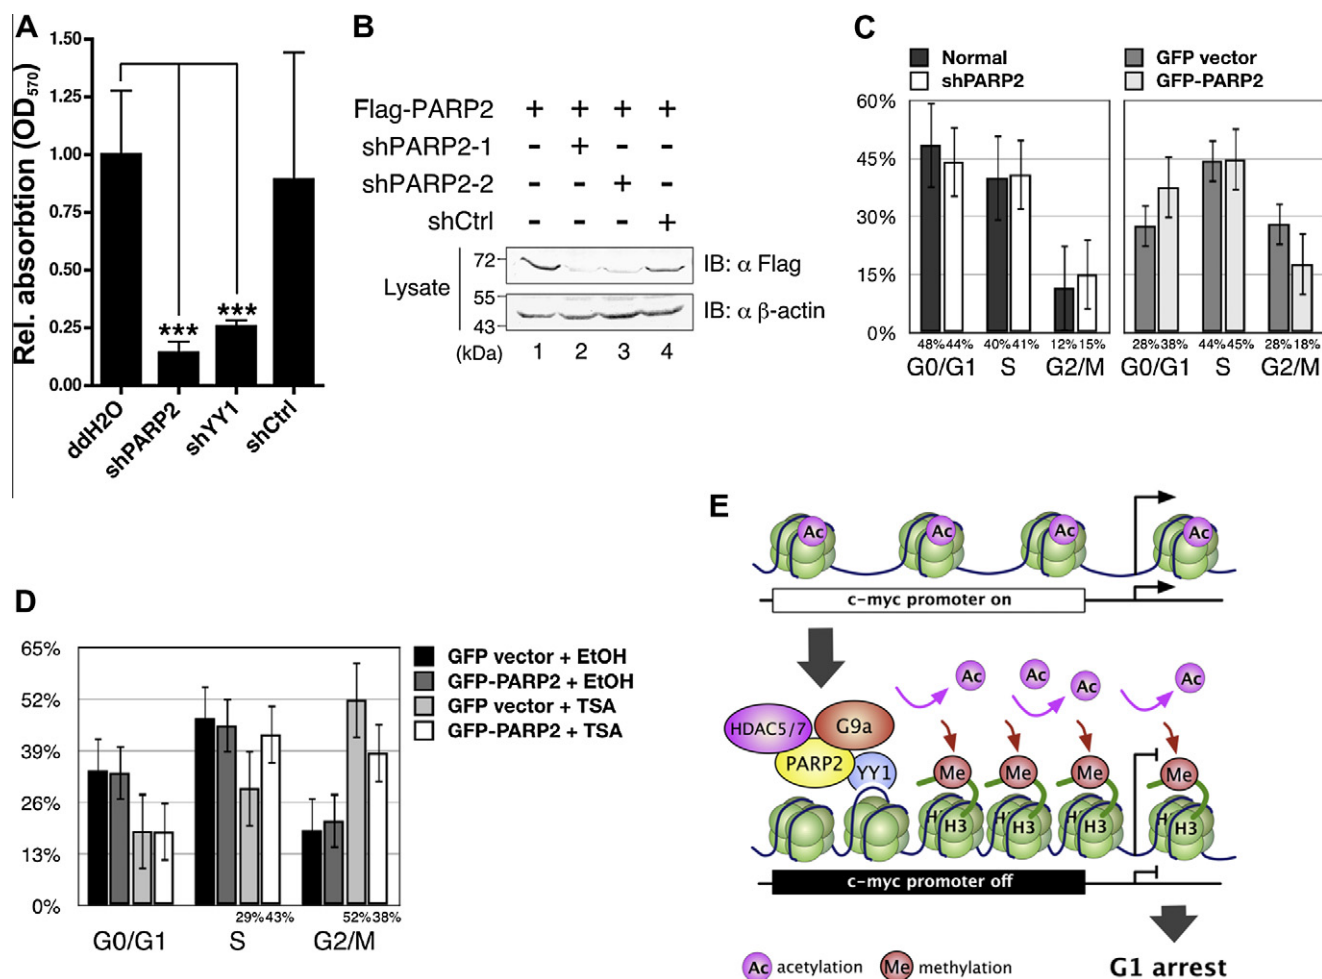 A
Rel. absorbtion (OD570)
1.50
1.25
1.00
0.75
0.50
0.25
0.00
*** ***
ddH2O shPARP2 shYY1 shCtrl
B
Flag-PARP2 + + + +
shPARP2-1 - + - -
shPARP2-2 - - + -
shCtrl - - - +
Lysate
72
55
43
(kDa)
IB: α Flag
IB: α β-actin
1 2 3 4
C
Normal
shPARP2
GFP vector
GFP-PARP2
60%
45%
30%
15%
0%
48% 44% 40% 41% 12% 15%
G0/G1 S G2/M
28% 38% 44% 45% 28% 18%
G0/G1 S G2/M
D
65%
52%
39%
26%
13%
0%
GFP vector + EtOH
GFP-PARP2 + EtOH
GFP vector + TSA
GFP-PARP2 + TSA
29% 43% 52% 38%
G0/G1 S G2/M
E
Ac Ac Ac Ac
c-myc promoter on
Ac Ac Ac Ac
HDAC5/7 G9a
PARP2 YY1
Me Me Me Me
H3 H3 H3 H3
c-myc promoter off
Ac acetylation Me methylation
G1 arrest